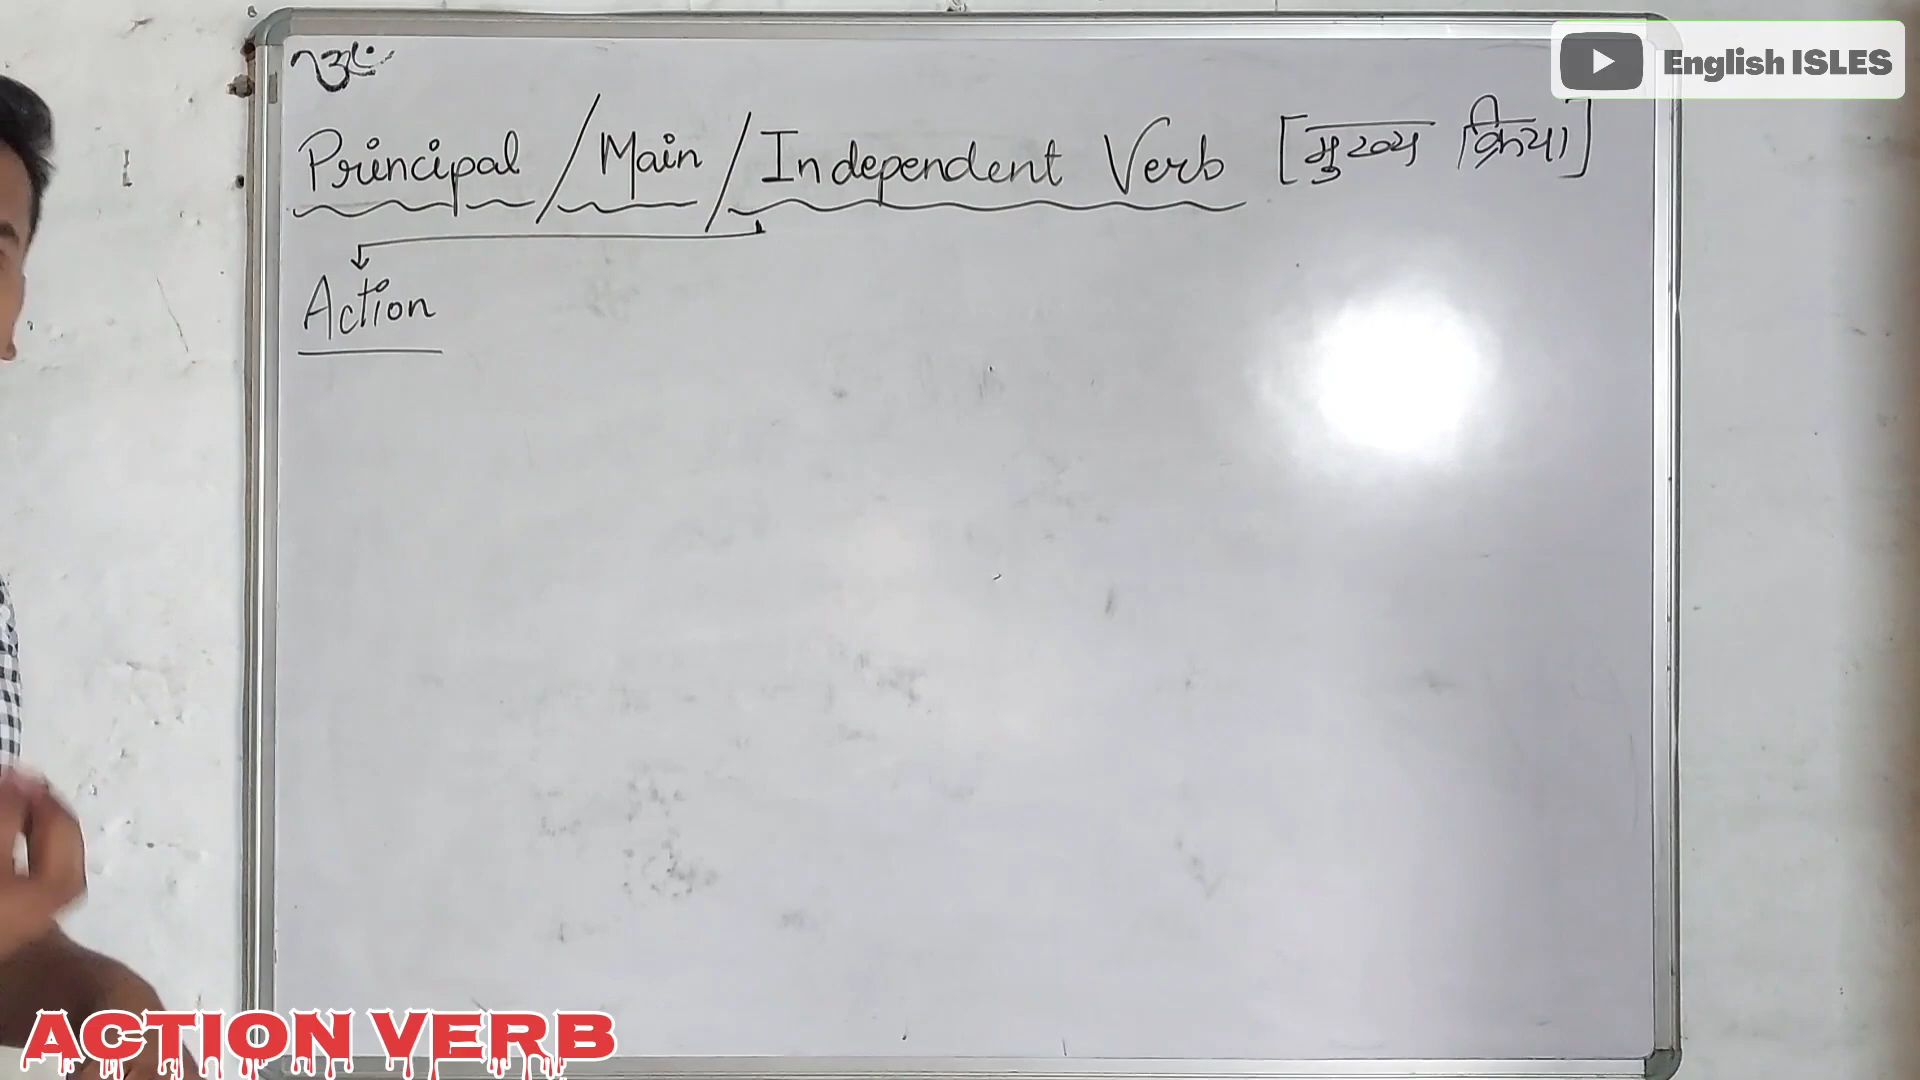 English ISLES
Principal / Main / Independent Verb [मुख्य क्रिया]
Action
ACTION VERB